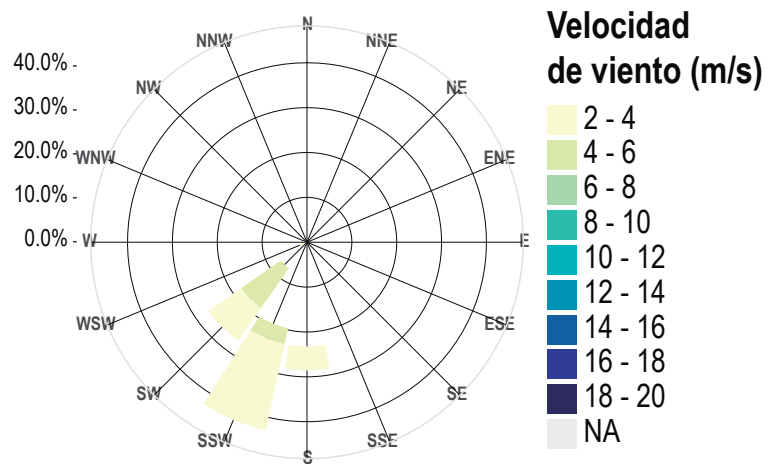 Velocidad
de viento (m/s)
2 - 4
4 - 6
6 - 8
8 - 10
10 - 12
12 - 14
14 - 16
16 - 18
18 - 20
NA
40.0%
30.0%
20.0%
10.0%
0.0%
N
NNE
NE
ENE
E
ESE
SE
SSE
S
SSW
SW
WSW
W
WNW
NW
NNW